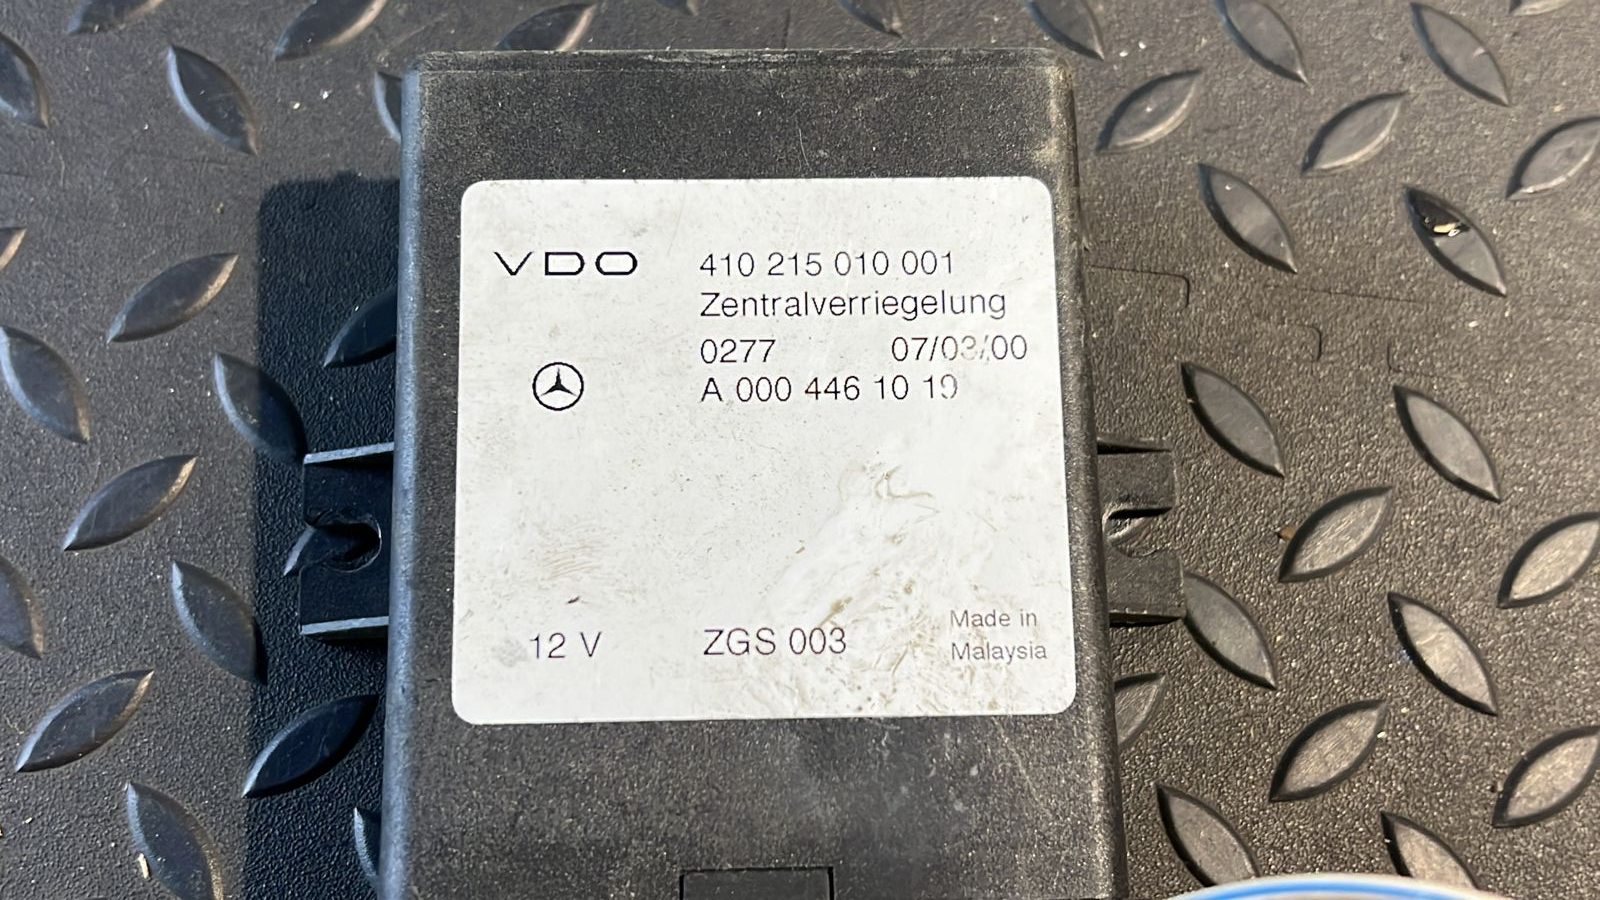 VDO 410 215 010 001
Zentralverriegelung
0277 07/03/00
A 000 446 10 19
12 V ZGS 003 Made in
Malaysia